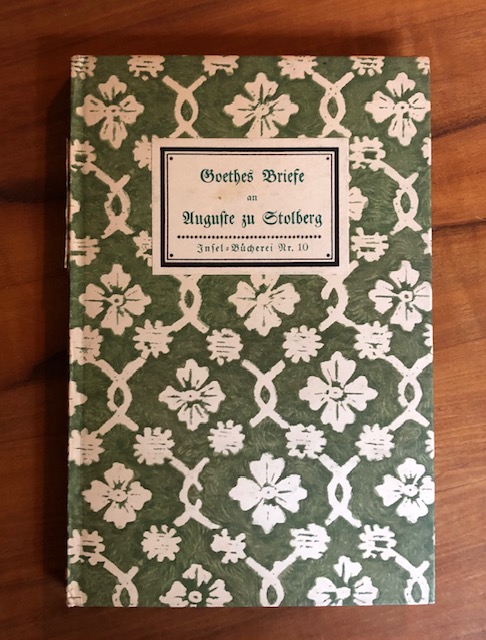 Goethes Briefe
an
Auguste zu Stolberg
Insel-Bücherei Nr. 10